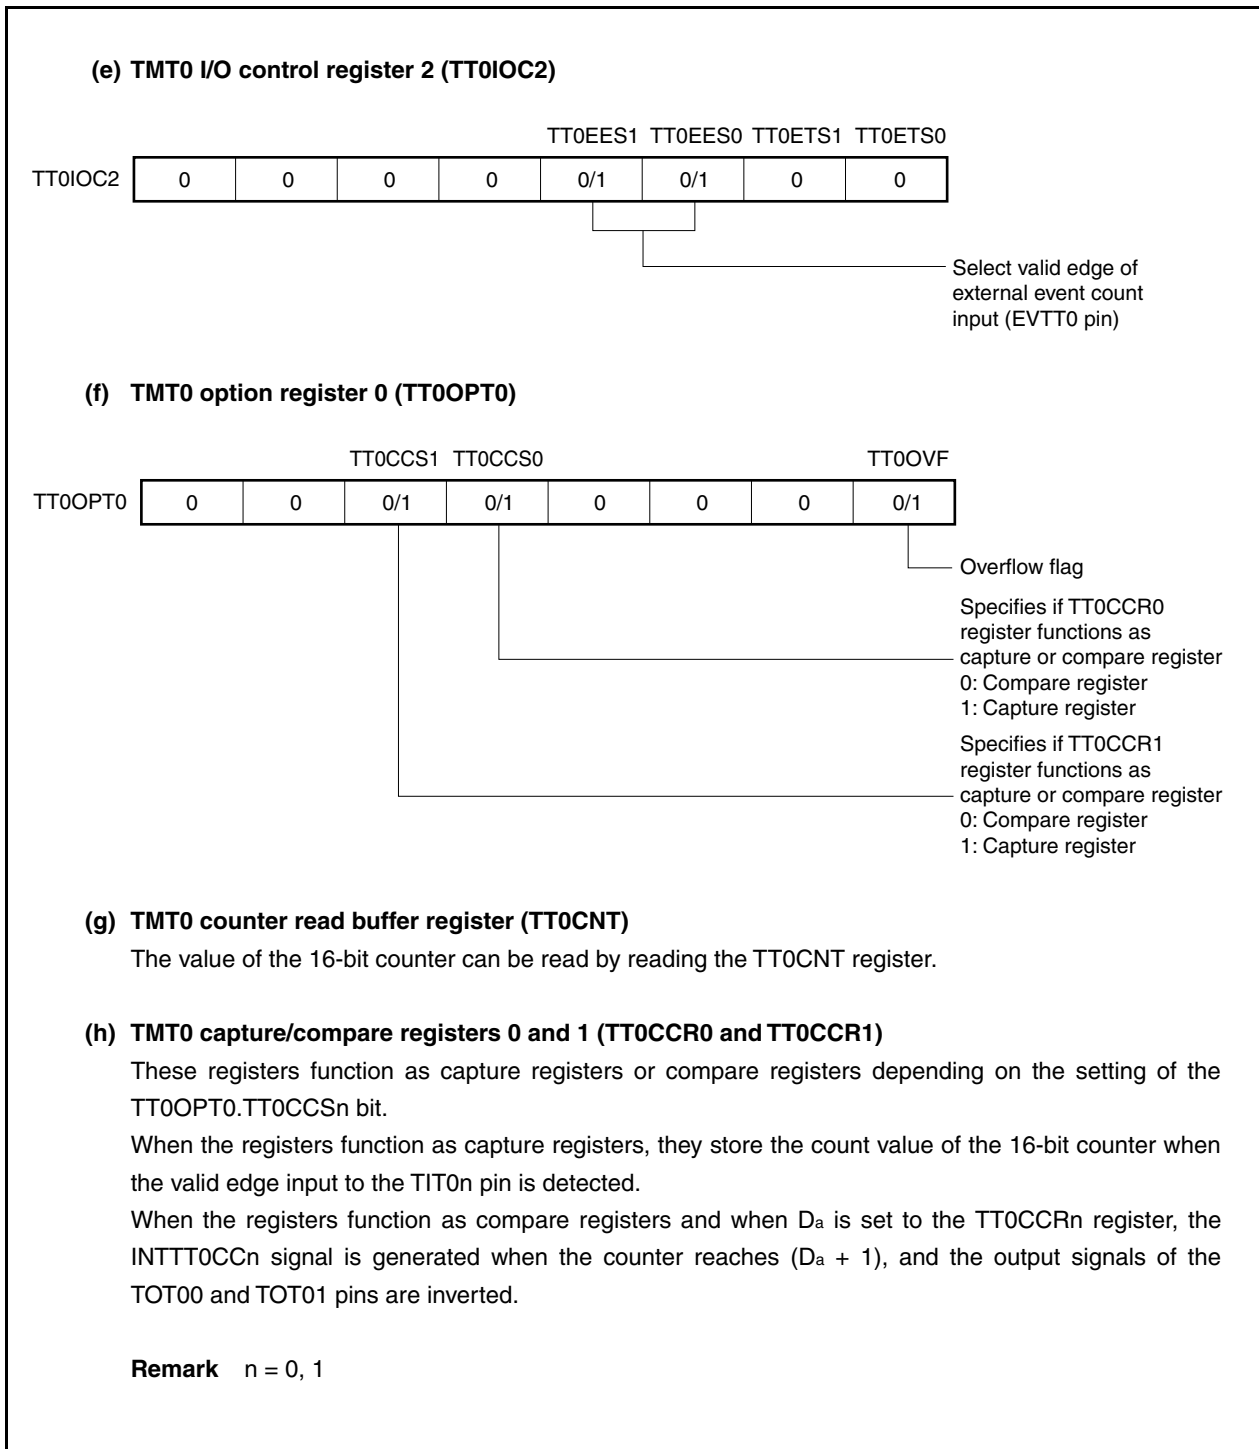 (e) TMT0 I/O control register 2 (TT0IOC2)
TT0EES1 TT0EES0 TT0ETS1 TT0ETS0
TT0IOC2 0 0 0 0 0/1 0/1 0 0
Select valid edge of
external event count
input (EVTT0 pin)
(f) TMT0 option register 0 (TT0OPT0)
TT0CCS1 TT0CCS0 TT0OVF
TT0OPT0 0 0 0/1 0/1 0 0 0 0/1
Overflow flag
Specifies if TT0CCR0
register functions as
capture or compare register
0: Compare register
1: Capture register
Specifies if TT0CCR1
register functions as
capture or compare register
0: Compare register
1: Capture register
(g) TMT0 counter read buffer register (TT0CNT)
The value of the 16-bit counter can be read by reading the TT0CNT register.
(h) TMT0 capture/compare registers 0 and 1 (TT0CCR0 and TT0CCR1)
These registers function as capture registers or compare registers depending on the setting of the
TT0OPT0.TT0CCSn bit.
When the registers function as capture registers, they store the count value of the 16-bit counter when
the valid edge input to the TIT0n pin is detected.
When the registers function as compare registers and when Da is set to the TT0CCRn register, the
INTTT0CCn signal is generated when the counter reaches (Da + 1), and the output signals of the
TOT00 and TOT01 pins are inverted.
Remark n = 0, 1